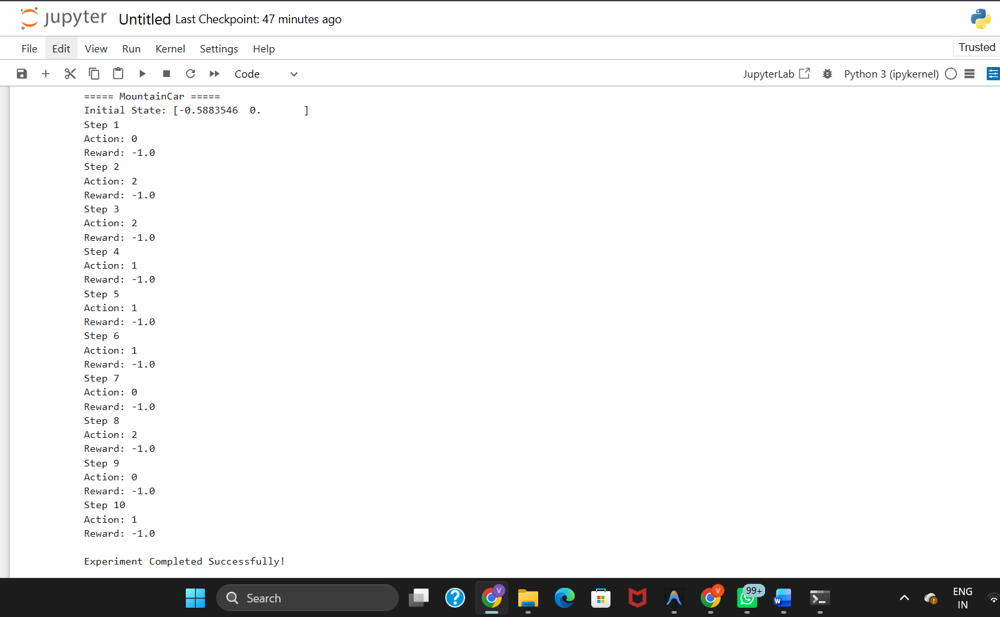 jupyter Untitled Last Checkpoint: 47 minutes ago
File Edit View Run Kernel Settings Help Trusted
Code JupyterLab Python 3 (ipykernel)
===== MountainCar =====
Initial State: [-0.5883546  0.       ]
Step 1
Action: 0
Reward: -1.0
Step 2
Action: 2
Reward: -1.0
Step 3
Action: 2
Reward: -1.0
Step 4
Action: 1
Reward: -1.0
Step 5
Action: 1
Reward: -1.0
Step 6
Action: 1
Reward: -1.0
Step 7
Action: 0
Reward: -1.0
Step 8
Action: 2
Reward: -1.0
Step 9
Action: 0
Reward: -1.0
Step 10
Action: 1
Reward: -1.0
Experiment Completed Successfully!
Search V V 99+ W ENG
IN